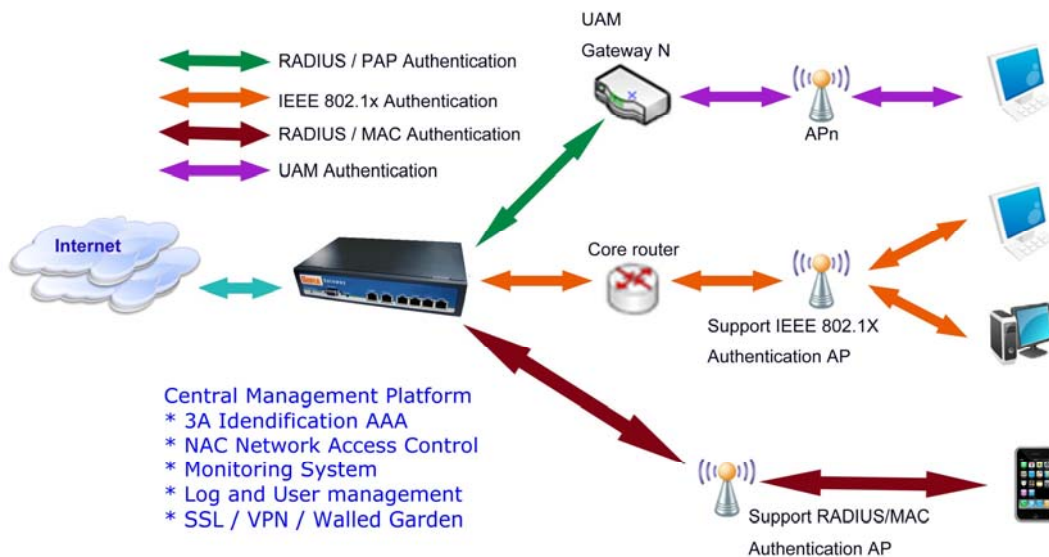 RADIUS / PAP Authentication
IEEE 802.1x Authentication
RADIUS / MAC Authentication
UAM Authentication
UAM
Gateway N
APn
Internet
Core router
Support IEEE 802.1X
Authentication AP
Central Management Platform
* 3A Idendification AAA
* NAC Network Access Control
* Monitoring System
* Log and User management
* SSL / VPN / Walled Garden
Support RADIUS/MAC
Authentication AP